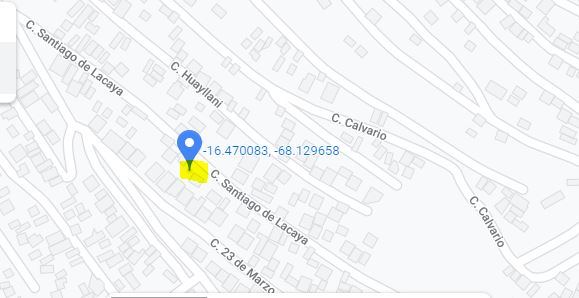 C. Santiago de Lacaya
C. Huayllani
C. Calvario
-16.470083, -68.129658
C. Santiago de Lacaya
C. Calvario
C. 23 de Marzo